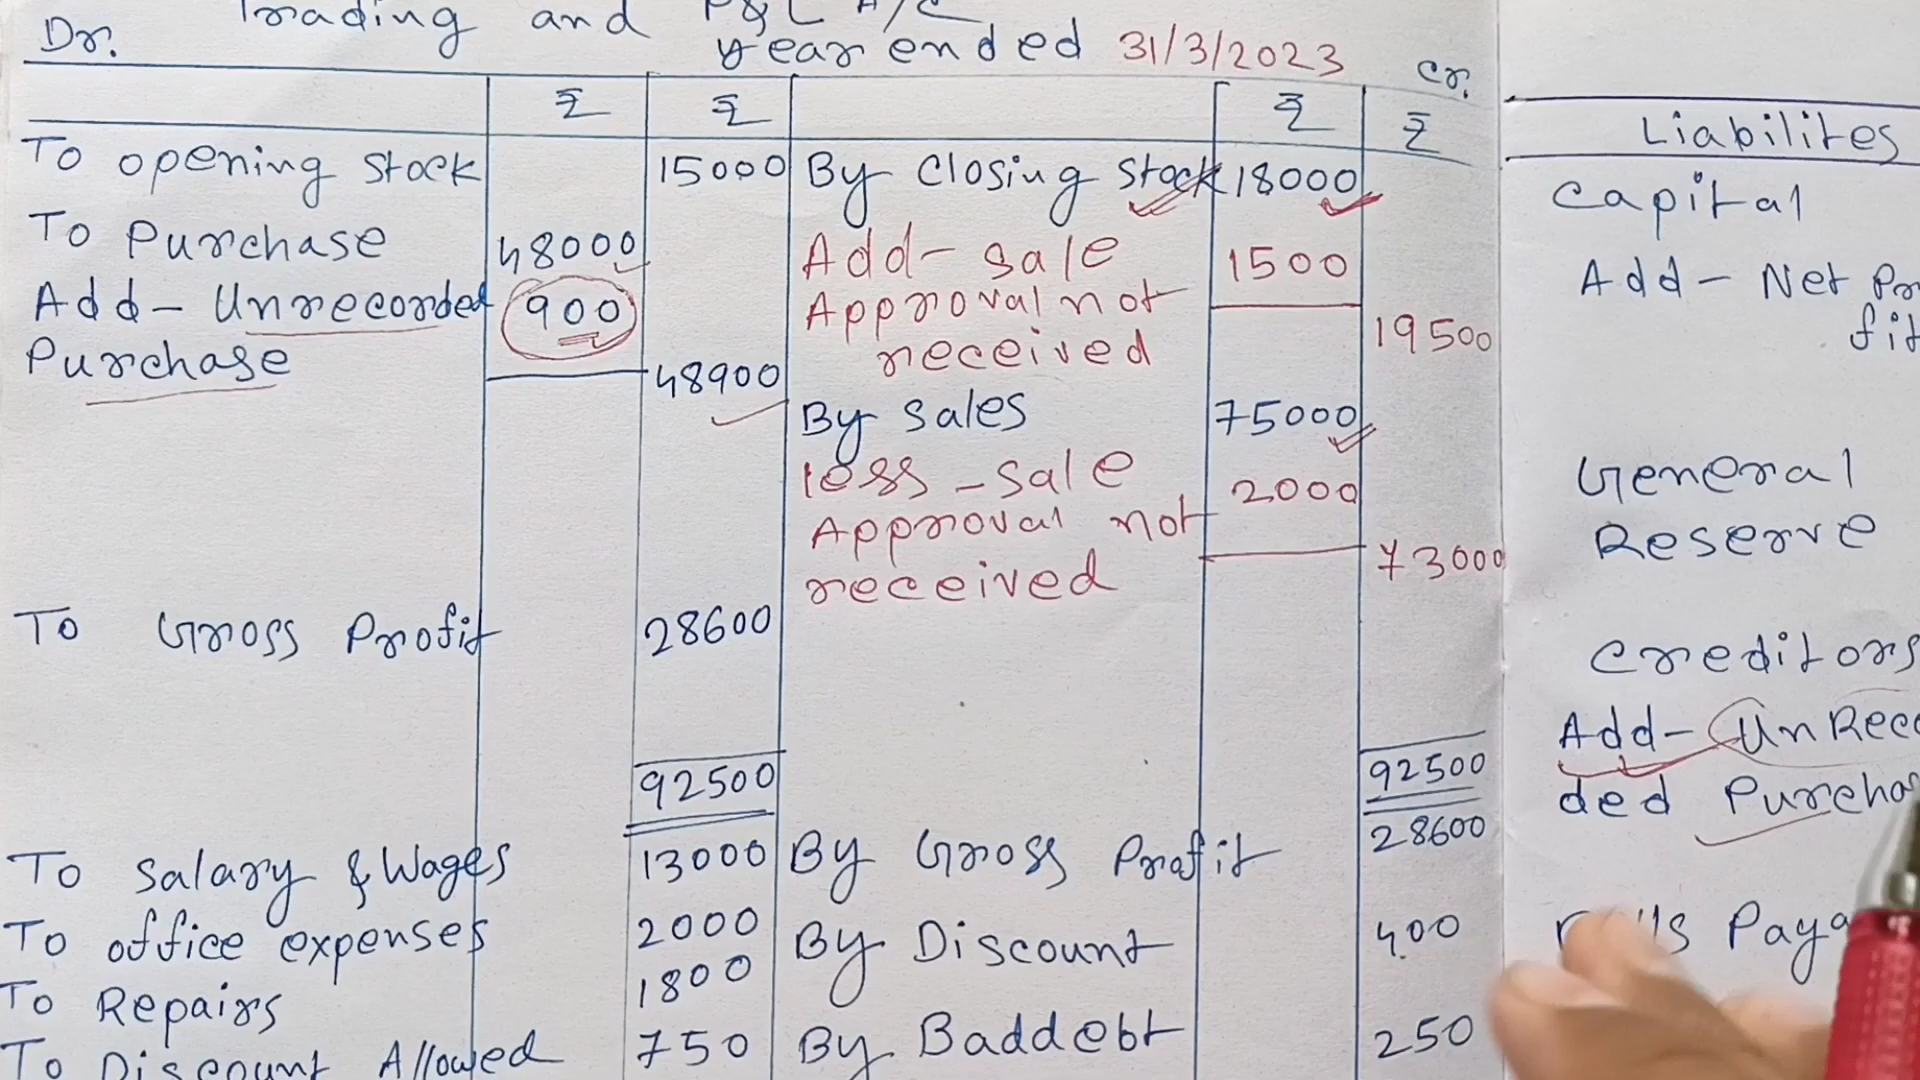 Trading and P&L A/C
Dr. year ended 31/3/2023 Cr.
₹ ₹ ₹ ₹
To opening Stock 15000 By Closing Stock 18000
To Purchase 48000 Add- Sale 1500
Add- Unrecorded 900 Approval not
Purchase received 19500
48900
By Sales 75000
less - Sale 2000
Approval not
received 73000
To Gross Profit 28600
92500 92500
To Salary & Wages 13000 By Gross Profit 28600
To office expenses 2000 By Discount 400
To Repairs 1800
To Discount Allowed 750 By Baddebt 250
Liabilites
Capital
Add- Net Pr
fit
General
Reserve
Creditors
Add- UnRec
ded Purcha
Paya